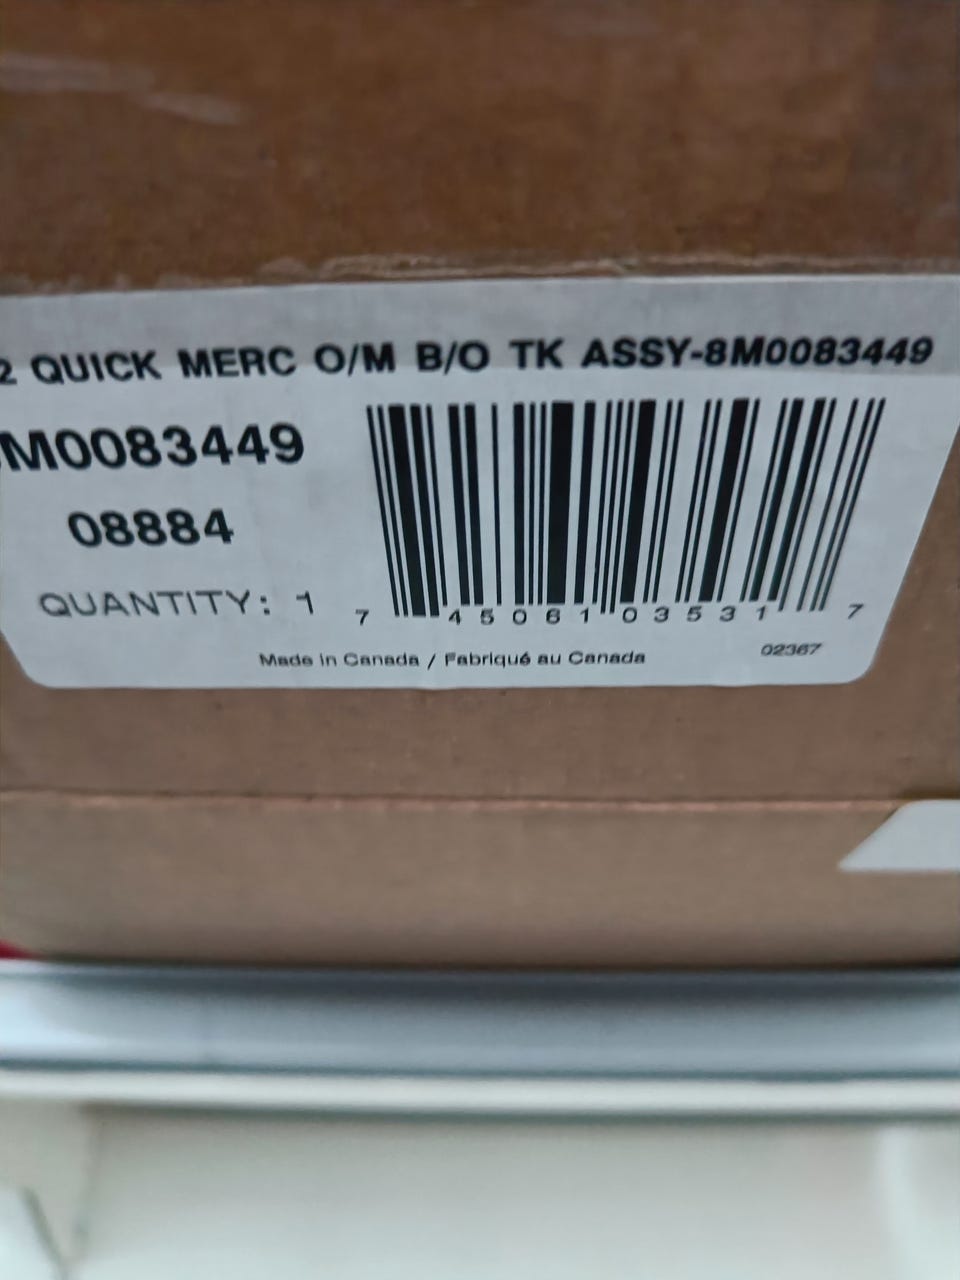 2 QUICK MERC O/M B/O TK ASSY-8M0083449
M0083449
08884
QUANTITY: 1
7 45061 03531 7
02367
Made in Canada / Fabriqué au Canada